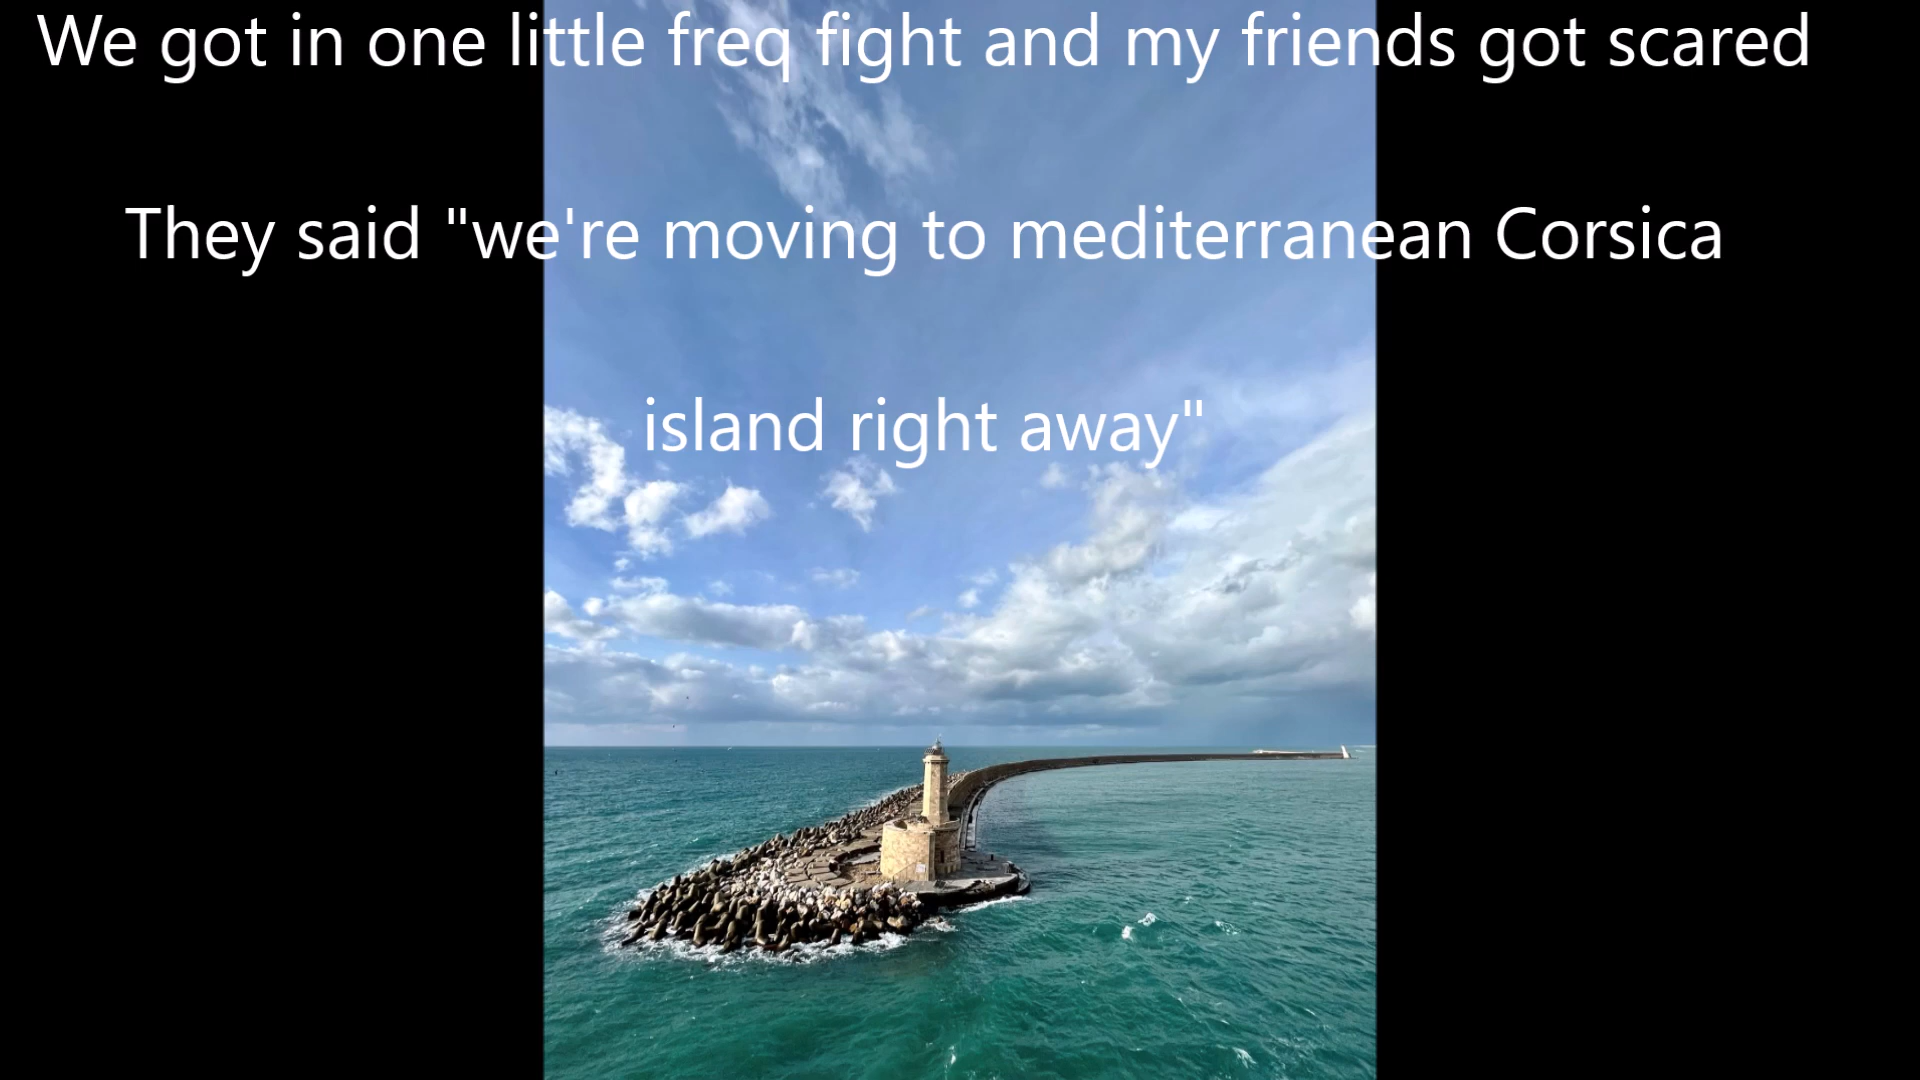 We got in one little freq fight and my friends got scared
They said "we're moving to mediterranean Corsica
island right away"